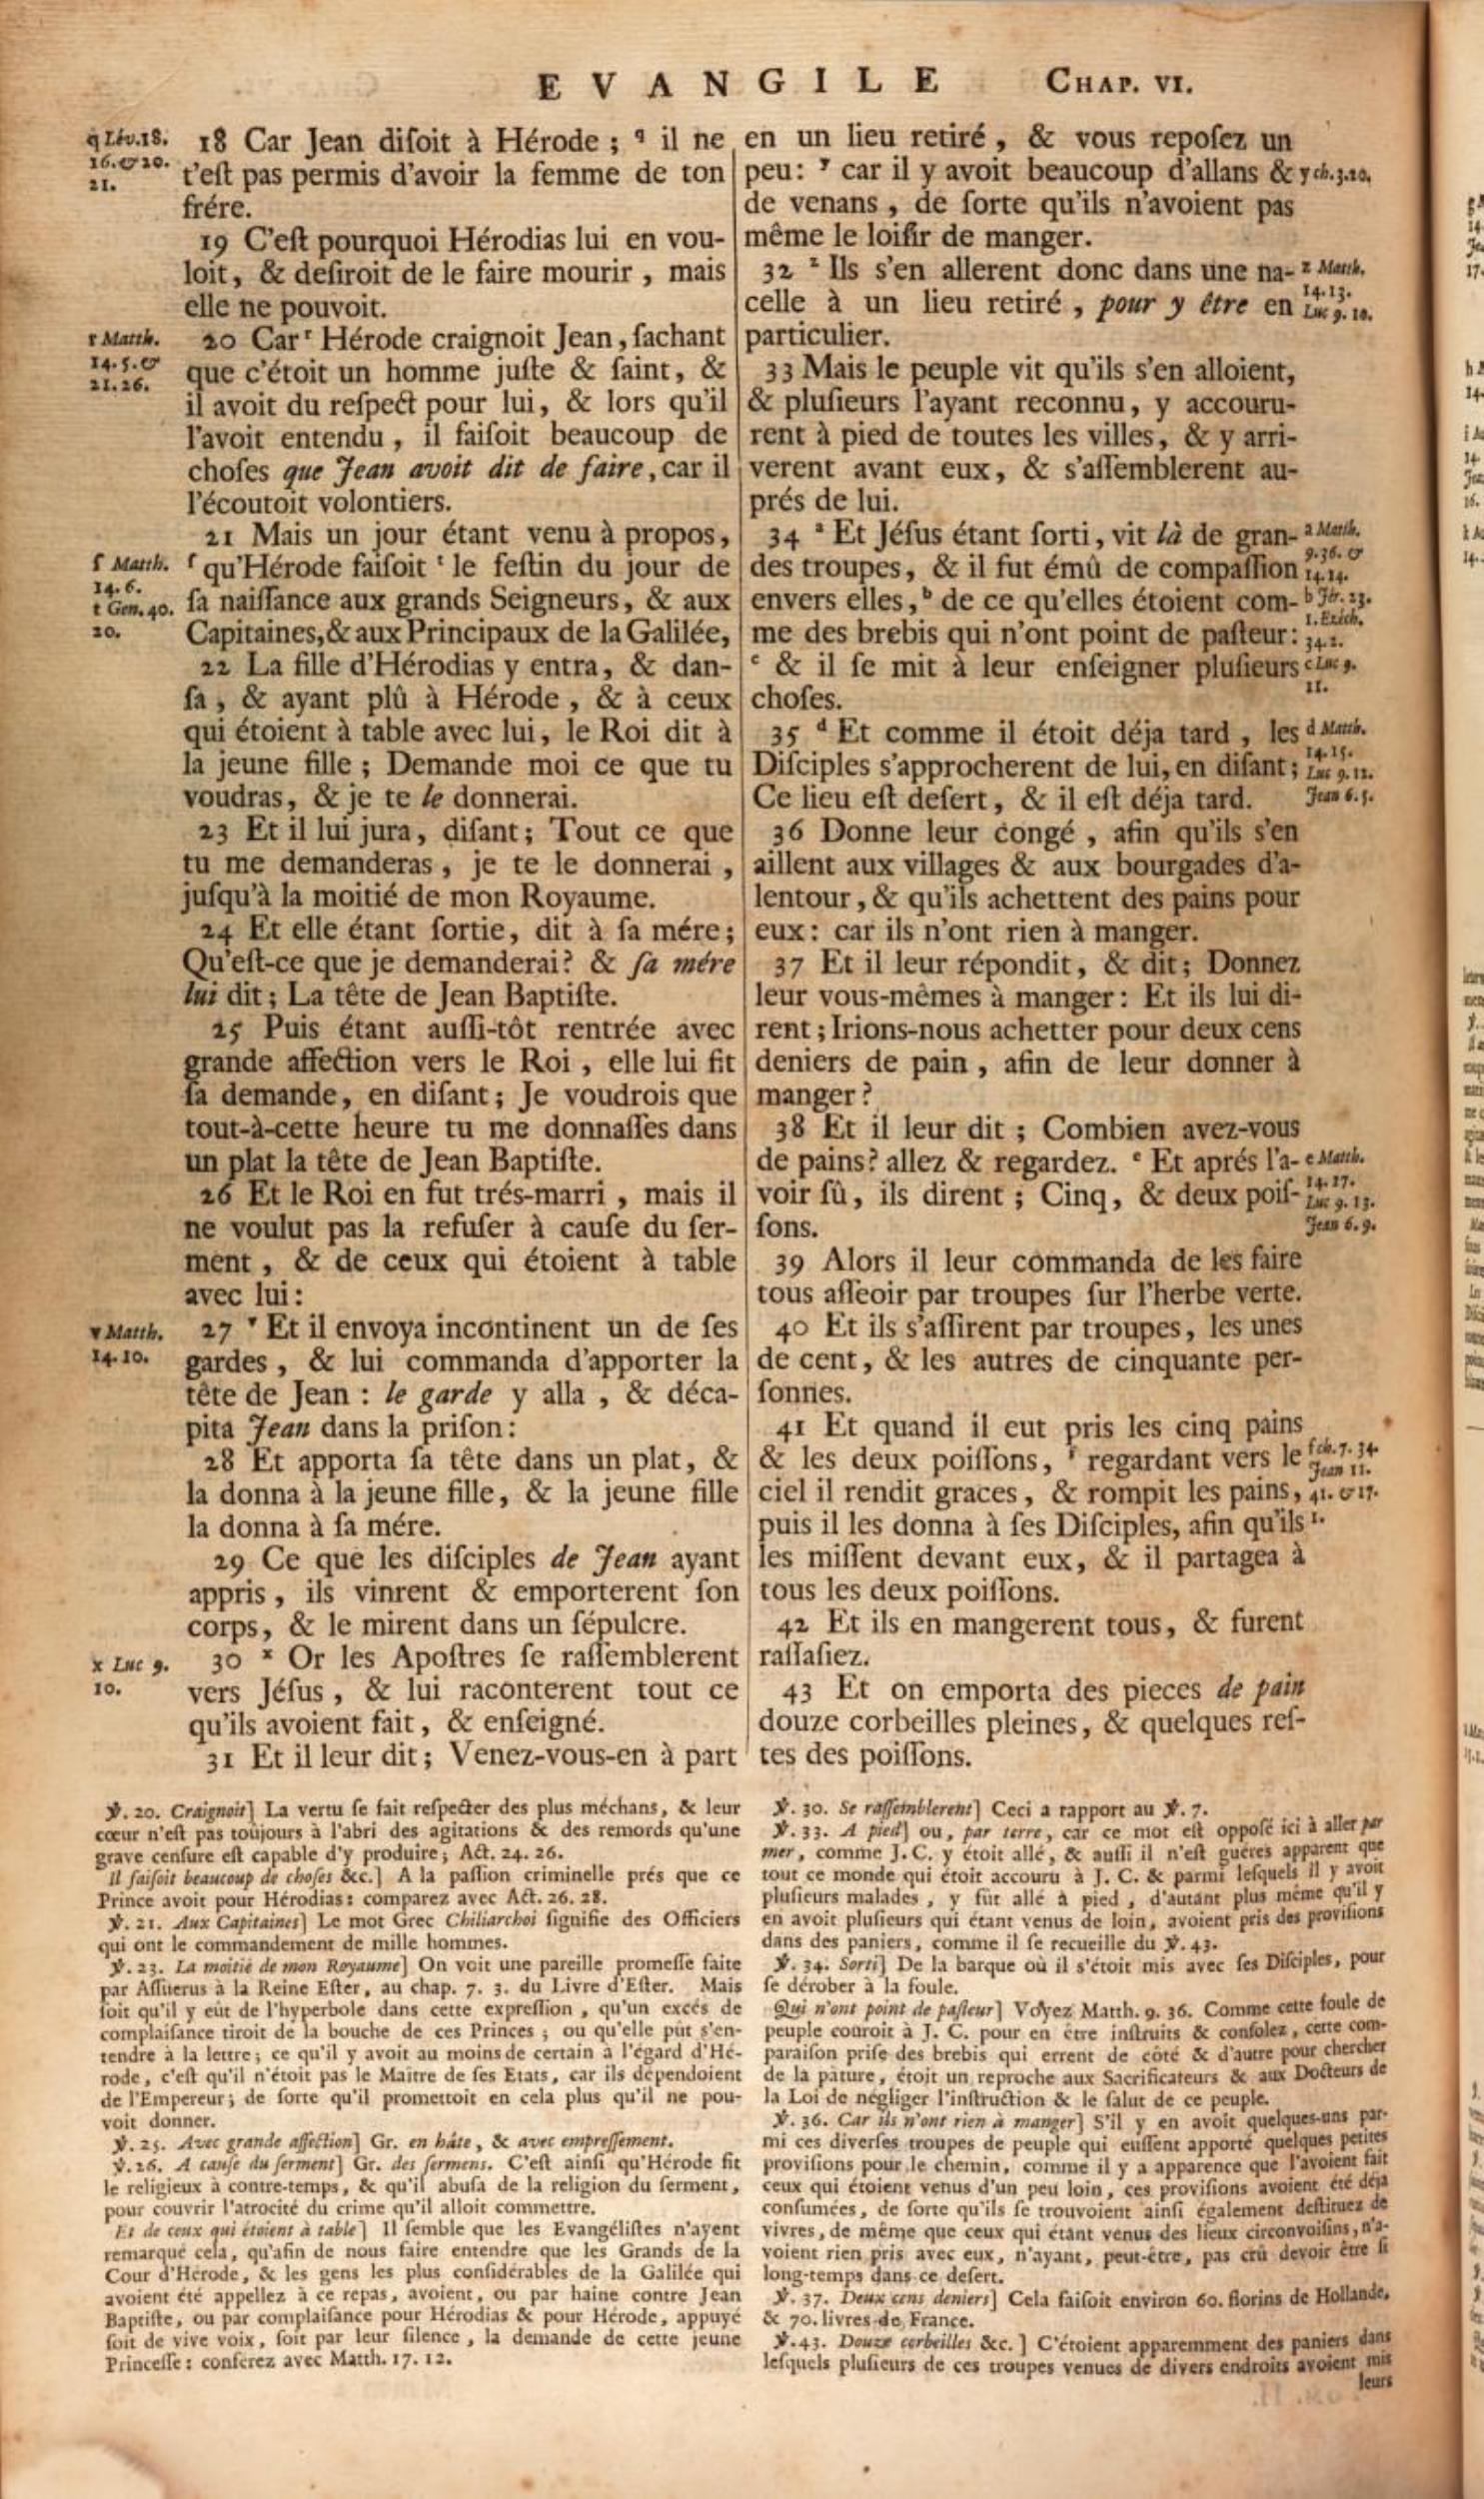 EVANGILE CHAP. VI.
q Lév. 18.
16. & 20.
21.
18 Car Jean diſoit à Hérode ; q il ne
t'eſt pas permis d'avoir la femme de ton
frére.
19 C'eſt pourquoi Hérodias lui en vou-
loit, & deſiroit de le faire mourir, mais
elle ne pouvoit.
r Matth.
14. 5. &
21. 26.
20 Car r Hérode craignoit Jean, ſachant
que c'étoit un homme juſte & ſaint, &
il avoit du reſpect pour lui, & lors qu'il
l'avoit entendu, il faiſoit beaucoup de
choſes que Jean avoit dit de faire, car il
l'écoutoit volontiers.
21 Mais un jour étant venu à propos,
ſ Matth.
14. 6.
t Gen. 40.
20.
ſ qu'Hérode faiſoit t le feſtin du jour de
ſa naiſſance aux grands Seigneurs, & aux
Capitaines, & aux Principaux de la Galilée,
22 La fille d'Hérodias y entra, & dan-
ſa, & ayant plû à Hérode, & à ceux
qui étoient à table avec lui, le Roi dit à
la jeune fille ; Demande moi ce que tu
voudras, & je te le donnerai.
23 Et il lui jura, diſant ; Tout ce que
tu me demanderas, je te le donnerai,
juſqu'à la moitié de mon Royaume.
24 Et elle étant ſortie, dit à ſa mére ;
Qu'eſt-ce que je demanderai? & ſa mére
lui dit ; La tête de Jean Baptiſte.
25 Puis étant auſſi-tôt rentrée avec
grande affection vers le Roi, elle lui fit
ſa demande, en diſant ; Je voudrois que
tout-à-cette heure tu me donnaſſes dans
un plat la tête de Jean Baptiſte.
26 Et le Roi en fut trés-marri, mais il
ne voulut pas la refuſer à cauſe du ſer-
ment, & de ceux qui étoient à table
avec lui :
v Matth.
14. 10.
27 v Et il envoya incontinent un de ſes
gardes, & lui commanda d'apporter la
tête de Jean : le garde y alla, & déca-
pita Jean dans la priſon :
28 Et apporta ſa tête dans un plat, &
la donna à la jeune fille, & la jeune fille
la donna à ſa mére.
29 Ce que les diſciples de Jean ayant
appris, ils vinrent & emporterent ſon
corps, & le mirent dans un ſépulcre.
x Luc 9.
10.
30 x Or les Apoſtres ſe raſſemblerent
vers Jéſus, & lui raconterent tout ce
qu'ils avoient fait, & enſeigné.
31 Et il leur dit ; Venez-vous-en à part
en un lieu retiré, & vous repoſez un
peu: y car il y avoit beaucoup d'allans &
y ch. 3. 20.
de venans, de ſorte qu'ils n'avoient pas
même le loiſir de manger.
32 z Ils s'en allerent donc dans une na-
celle à un lieu retiré, pour y être en
particulier.
z Matth.
14. 13.
Luc 9. 10.
33 Mais le peuple vit qu'ils s'en alloient,
& pluſieurs l'ayant reconnu, y accouru-
rent à pied de toutes les villes, & y arri-
verent avant eux, & s'aſſemblerent au-
prés de lui.
34 a Et Jéſus étant ſorti, vit là de gran-
des troupes, & il fut émû de compaſſion
envers elles, b de ce qu'elles étoient com-
me des brebis qui n'ont point de paſteur :
c & il ſe mit à leur enſeigner pluſieurs
choſes.
a Matth.
9. 36. &
14. 14.
b Jér. 23.
1. Ezéch.
34. 2.
c Luc 9.
11.
35 d Et comme il étoit déja tard, les
Diſciples s'approcherent de lui, en diſant ;
Ce lieu eſt deſert, & il eſt déja tard.
d Matth.
14. 15.
Luc 9. 12.
Jean 6. 5.
36 Donne leur congé, afin qu'ils s'en
aillent aux villages & aux bourgades d'a-
lentour, & qu'ils achettent des pains pour
eux : car ils n'ont rien à manger.
37 Et il leur répondit, & dit ; Donnez
leur vous-mêmes à manger : Et ils lui di-
rent ; Irions-nous achetter pour deux cens
deniers de pain, afin de leur donner à
manger ?
38 Et il leur dit ; Combien avez-vous
de pains? allez & regardez. e Et aprés l'a-
voir ſû, ils dirent ; Cinq, & deux poiſ-
ſons.
e Matth.
14. 17.
Luc 9. 13.
Jean 6. 9.
39 Alors il leur commanda de les faire
tous aſſeoir par troupes ſur l'herbe verte.
40 Et ils s'aſſirent par troupes, les unes
de cent, & les autres de cinquante per-
ſonnes.
41 Et quand il eut pris les cinq pains
& les deux poiſſons, f regardant vers le
ciel il rendit graces, & rompit les pains,
puis il les donna à ſes Diſciples, afin qu'ils
les miſſent devant eux, & il partagea à
tous les deux poiſſons.
f ch. 7. 34.
Jean 11.
41. & 17.
1.
42 Et ils en mangerent tous, & furent
raſſaſiez.
43 Et on emporta des pieces de pain
douze corbeilles pleines, & quelques reſ-
tes des poiſſons.
℣. 20. Craignoit] La vertu ſe fait reſpecter des plus méchans, & leur
cœur n'eſt pas toûjours à l'abri des agitations & des remords qu'une
grave cenſure eſt capable d'y produire ; Act. 24. 26.
Il faiſoit beaucoup de choſes &c.] A la paſſion criminelle prés que ce
Prince avoit pour Hérodias : comparez avec Act. 26. 28.
℣. 21. Aux Capitaines] Le mot Grec Chiliarchoi ſignifie des Officiers
qui ont le commandement de mille hommes.
℣. 23. La moitié de mon Royaume] On voit une pareille promeſſe faite
par Aſſuerus à la Reine Eſter, au chap. 7. 3. du Livre d'Eſter. Mais
ſoit qu'il y eût de l'hyperbole dans cette expreſſion, qu'un excés de
complaiſance tiroit de la bouche de ces Princes ; ou qu'elle pût s'en-
tendre à la lettre ; ce qu'il y avoit au moins de certain à l'égard d'Hé-
rode, c'eſt qu'il n'étoit pas le Maître de ſes Etats, car ils dépendoient
de l'Empereur ; de ſorte qu'il promettoit en cela plus qu'il ne pou-
voit donner.
℣. 25. Avec grande affection] Gr. en hâte, & avec empreſſement.
℣. 26. A cauſe du ſerment] Gr. des ſermens. C'eſt ainſi qu'Hérode fit
le religieux à contre-temps, & qu'il abuſa de la religion du ſerment,
pour couvrir l'atrocité du crime qu'il alloit commettre.
Et de ceux qui étoient à table] Il ſemble que les Evangéliſtes n'ayent
remarqué cela, qu'afin de nous faire entendre que les Grands de la
Cour d'Hérode, & les gens les plus conſidérables de la Galilée qui
avoient été appellez à ce repas, avoient, ou par haine contre Jean
Baptiſte, ou par complaiſance pour Hérodias & pour Hérode, appuyé
ſoit de vive voix, ſoit par leur ſilence, la demande de cette jeune
Princeſſe : conferez avec Matth. 17. 12.
℣. 30. Se raſſemblerent] Ceci a rapport au ℣. 7.
℣. 33. A pied] ou, par terre, car ce mot eſt oppoſé ici à aller par
mer, comme J. C. y étoit allé, & auſſi il n'eſt guéres apparent que
tout ce monde qui étoit accouru à J. C. & parmi leſquels il y avoit
pluſieurs malades, y fût allé à pied, d'autant plus même qu'il y
en avoit pluſieurs qui étant venus de loin, avoient pris des proviſions
dans des paniers, comme il ſe recueille du ℣. 43.
℣. 34. Sorti] De la barque où il s'étoit mis avec ſes Diſciples, pour
ſe dérober à la foule.
Qui n'ont point de paſteur] Voyez Matth. 9. 36. Comme cette foule de
peuple couroit à J. C. pour en être inſtruits & conſolez, cette com-
paraiſon priſe des brebis qui errent de côté & d'autre pour chercher
de la pâture, étoit un reproche aux Sacrificateurs & aux Docteurs de
la Loi de négliger l'inſtruction & le ſalut de ce peuple.
℣. 36. Car ils n'ont rien à manger] S'il y en avoit quelques-uns par-
mi ces diverſes troupes de peuple qui euſſent apporté quelques petites
proviſions pour le chemin, comme il y a apparence que l'avoient fait
ceux qui étoient venus d'un peu loin, ces proviſions avoient été déja
conſumées, de ſorte qu'ils ſe trouvoient ainſi également deſtituez de
vivres, de même que ceux qui étant venus des lieux circonvoiſins, n'a-
voient rien pris avec eux, n'ayant, peut-être, pas crû devoir être ſi
long-temps dans ce deſert.
℣. 37. Deux cens deniers] Cela faiſoit environ 60. florins de Hollande,
& 70. livres de France.
℣. 43. Douze corbeilles &c.] C'étoient apparemment des paniers dans
leſquels pluſieurs de ces troupes venues de divers endroits avoient mis
leurs